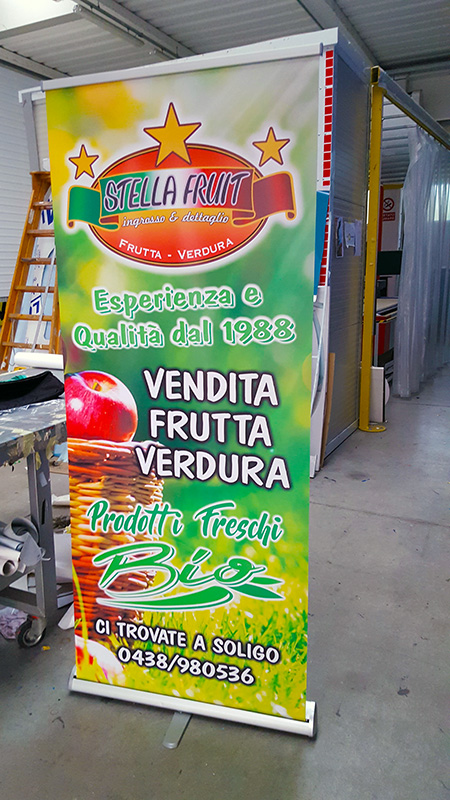 STELLA FRUIT
ingrosso & dettaglio
FRUTTA - VERDURA
Esperienza e
Qualità dal 1988
VENDITA
FRUTTA
VERDURA
Prodotti Freschi
Bio
CI TROVATE A SOLIGO
0438/980536